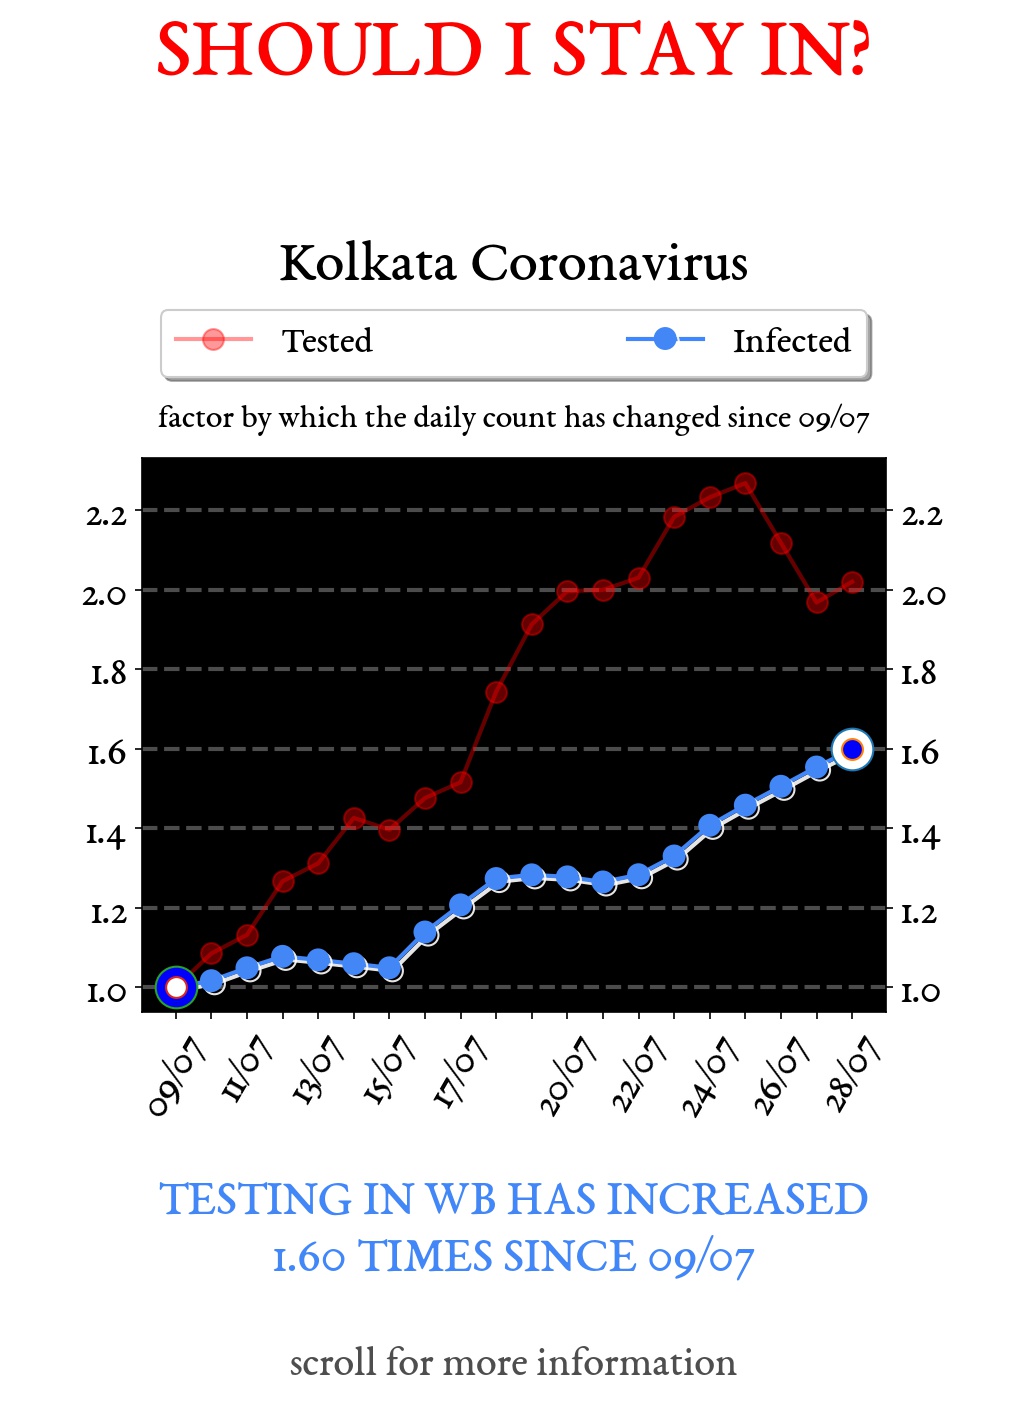 SHOULD I STAY IN?
Kolkata Coronavirus
Tested Infected
factor by which the daily count has changed since 09/07
2.2 2.2
2.0 2.0
1.8 1.8
1.6 1.6
1.4 1.4
1.2 1.2
1.0 1.0
09/07 11/07 13/07 15/07 17/07 20/07 22/07 24/07 26/07 28/07
TESTING IN WB HAS INCREASED
1.60 TIMES SINCE 09/07
scroll for more information